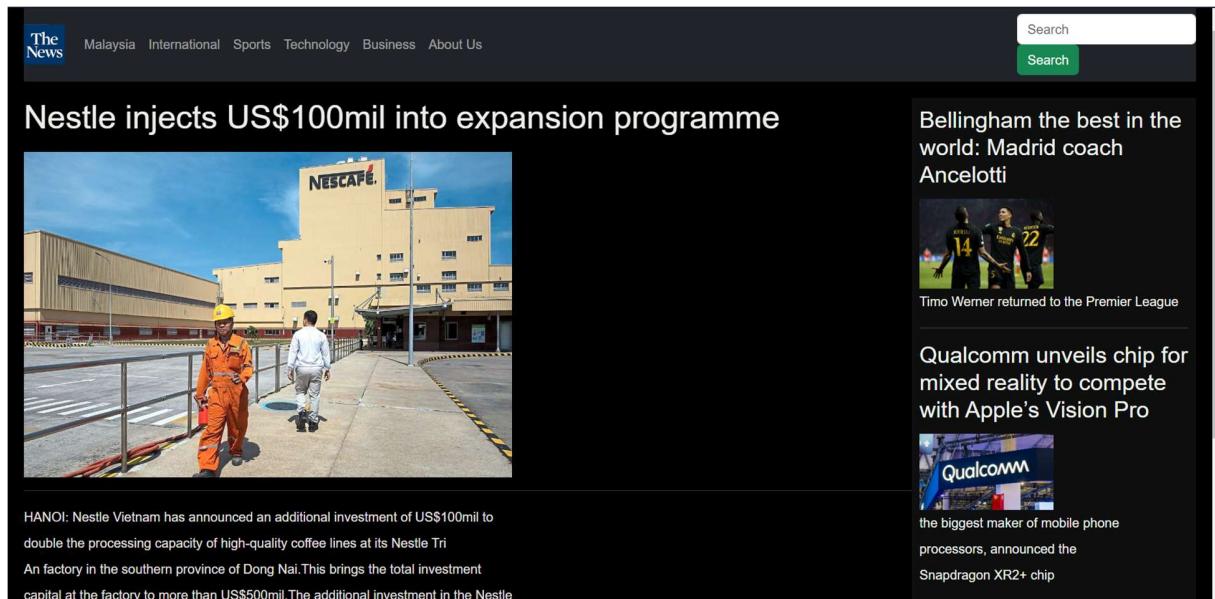 The
News
Malaysia International Sports Technology Business About Us
Search
Search
Nestle injects US$100mil into expansion programme
NESCAFÉ.
HANOI: Nestle Vietnam has announced an additional investment of US$100mil to
double the processing capacity of high-quality coffee lines at its Nestle Tri
An factory in the southern province of Dong Nai.This brings the total investment
capital at the factory to more than US$500mil.The additional investment in the Nestle
Bellingham the best in the
world: Madrid coach
Ancelotti
14
22
Timo Werner returned to the Premier League
Qualcomm unveils chip for
mixed reality to compete
with Apple’s Vision Pro
Qualcomm
the biggest maker of mobile phone
processors, announced the
Snapdragon XR2+ chip